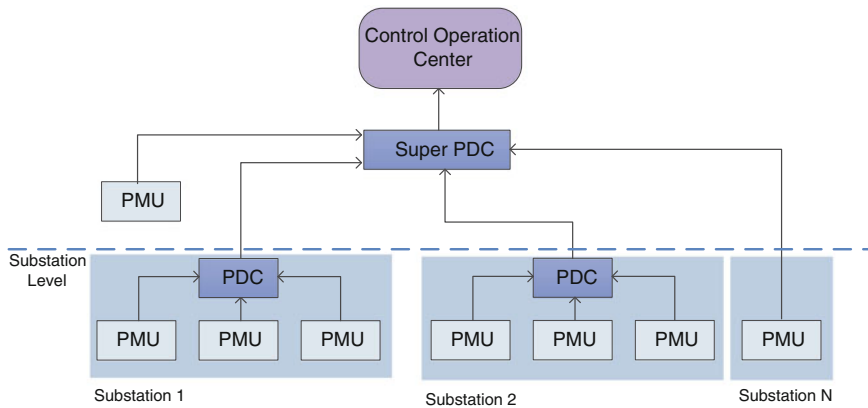 Control Operation
Center
Super PDC
PMU
Substation
Level
PDC
PDC
PMU
PMU
PMU
PMU
PMU
PMU
PMU
Substation 1
Substation 2
Substation N